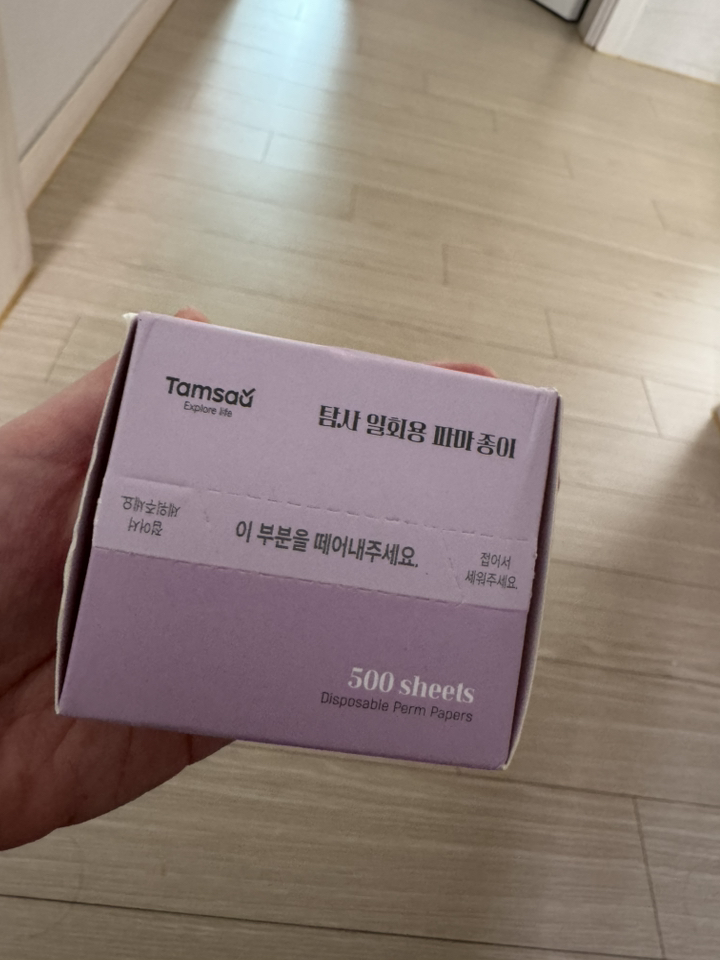 Tamsaa
Explore life
탐사 일회용 파마종이
접어서
세워주세요
이 부분을 떼어내주세요.
접어서
세워주세요.
500 sheets
Disposable Perm Papers